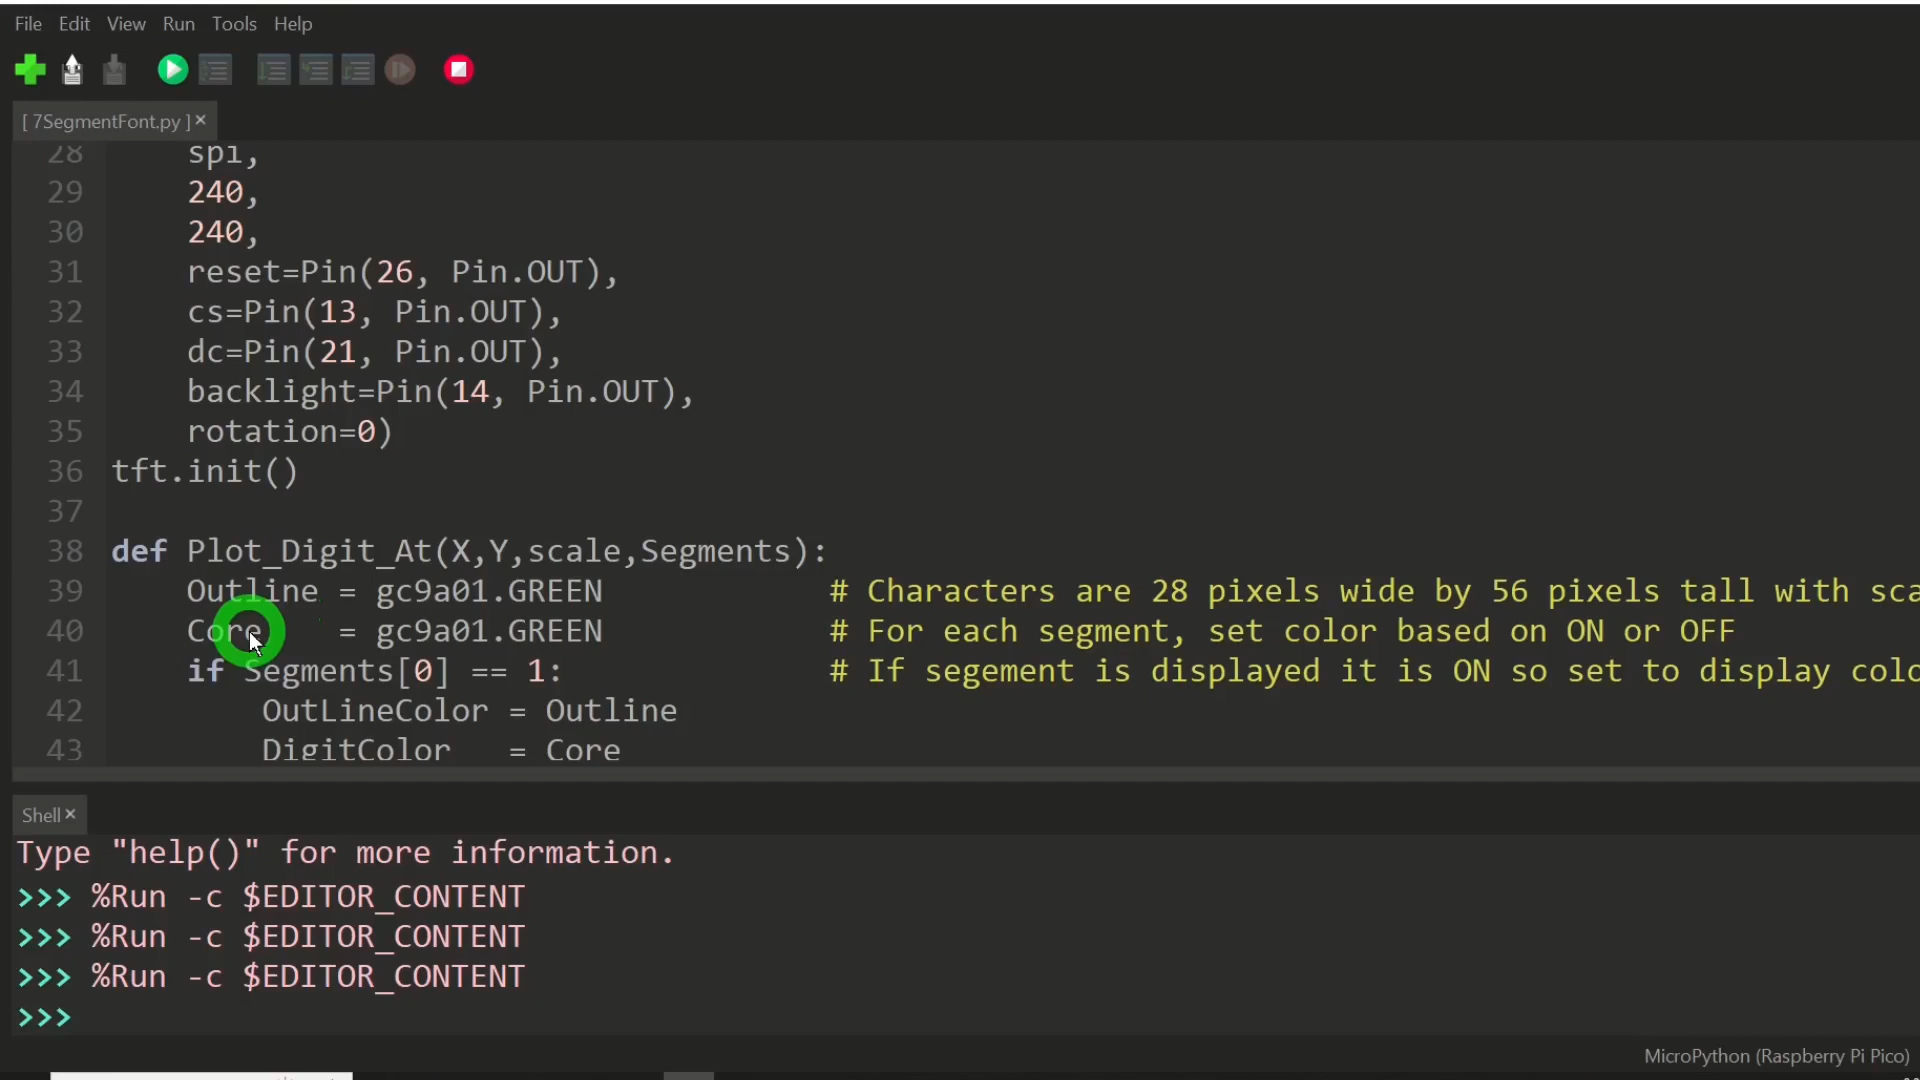 File Edit View Run Tools Help
[ 7SegmentFont.py ] ×
28 spi,
29 240,
30 240,
31 reset=Pin(26, Pin.OUT),
32 cs=Pin(13, Pin.OUT),
33 dc=Pin(21, Pin.OUT),
34 backlight=Pin(14, Pin.OUT),
35 rotation=0)
36 tft.init()
37
38 def Plot_Digit_At(X,Y,scale,Segments):
39 Outline = gc9a01.GREEN # Characters are 28 pixels wide by 56 pixels tall with
40 Core = gc9a01.GREEN # For each segment, set color based on ON or OFF
41 if Segments[0] == 1: # If segement is displayed it is ON so set to display
42 OutLineColor = Outline
43 DigitColor = Core
Shell ×
Type "help()" for more information.
>>> %Run -c $EDITOR_CONTENT
>>> %Run -c $EDITOR_CONTENT
>>> %Run -c $EDITOR_CONTENT
>>>
MicroPython (Raspberry Pi Pico)